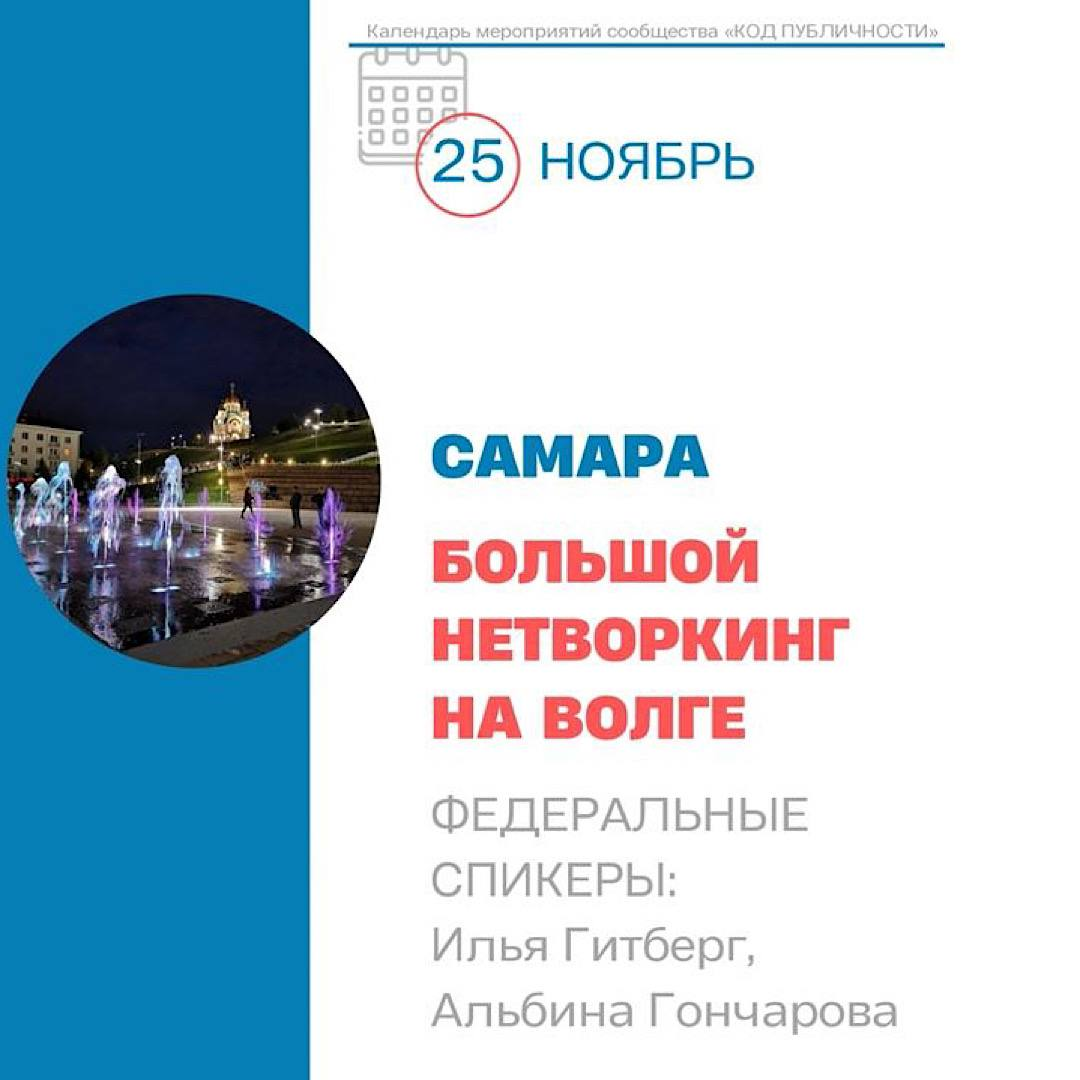 Календарь мероприятий сообщества «КОД ПУБЛИЧНОСТИ»
25 НОЯБРЬ
САМАРА
БОЛЬШОЙ
НЕТВОРКИНГ
НА ВОЛГЕ
ФЕДЕРАЛЬНЫЕ
СПИКЕРЫ:
Илья Гитберг,
Альбина Гончарова